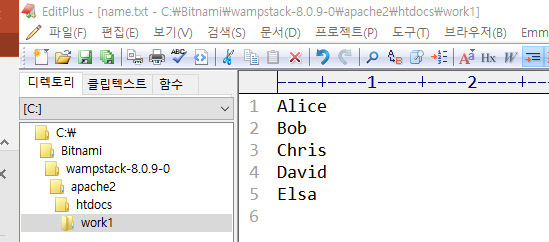 EditPlus - [name.txt - C:₩Bitnami₩wampstack-8.0.9-0₩apache2₩htdocs₩work1]
파일(F) 편집(E) 보기(V) 검색(S) 문서(D) 프로젝트(P) 도구(T) 브라우저(B) Emm
디렉토리 클립텍스트 함수
----+----1----+----2----+---
[C:]
C:₩
Bitnami
wampstack-8.0.9-0
apache2
htdocs
work1
1 Alice
2 Bob
3 Chris
4 David
5 Elsa
6